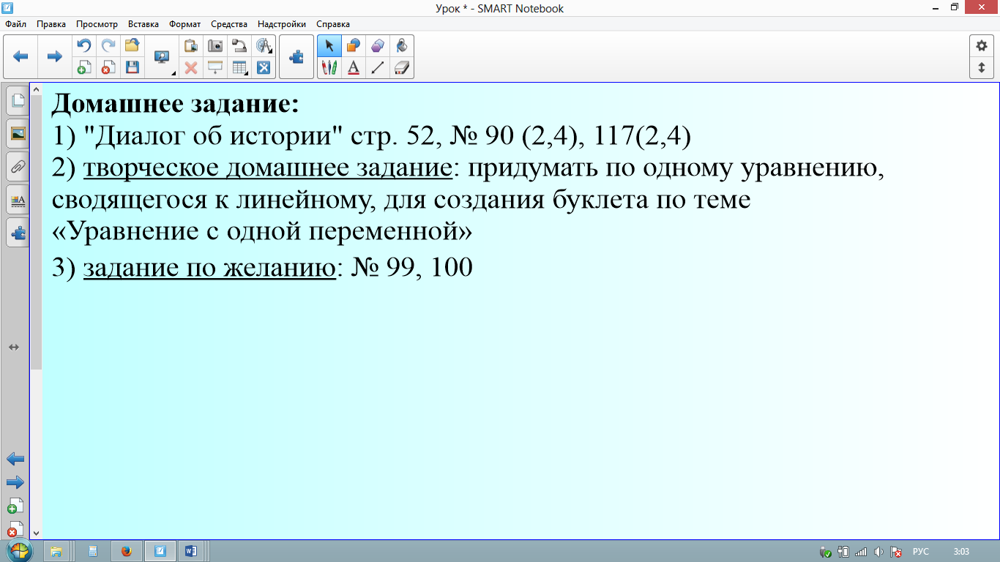 Урок * - SMART Notebook
Файл Правка Просмотр Вставка Формат Средства Надстройки Справка
Домашнее задание:
1) "Диалог об истории" стр. 52, № 90 (2,4), 117(2,4)
2) творческое домашнее задание: придумать по одному уравнению,
сводящегося к линейному, для создания буклета по теме
«Уравнение с одной переменной»
3) задание по желанию: № 99, 100
РУС 3:03